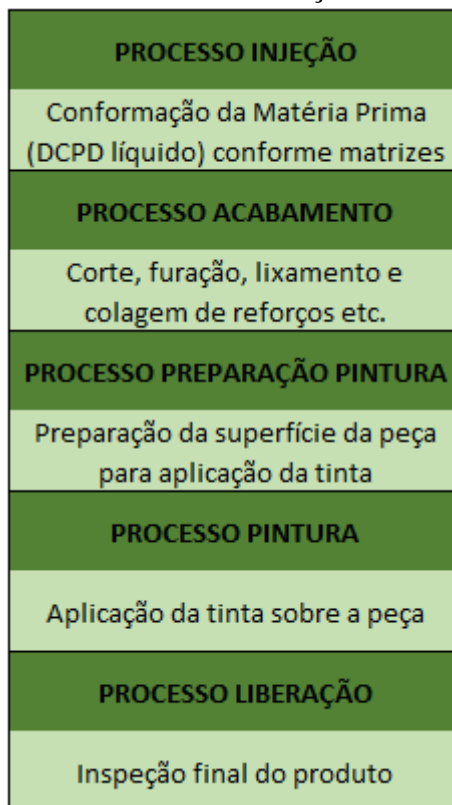 PROCESSO INJEÇÃO
Conformação da Matéria Prima
(DCPD líquido) conforme matrizes
PROCESSO ACABAMENTO
Corte, furação, lixamento e
colagem de reforços etc.
PROCESSO PREPARAÇÃO PINTURA
Preparação da superfície da peça
para aplicação da tinta
PROCESSO PINTURA
Aplicação da tinta sobre a peça
PROCESSO LIBERAÇÃO
Inspeção final do produto